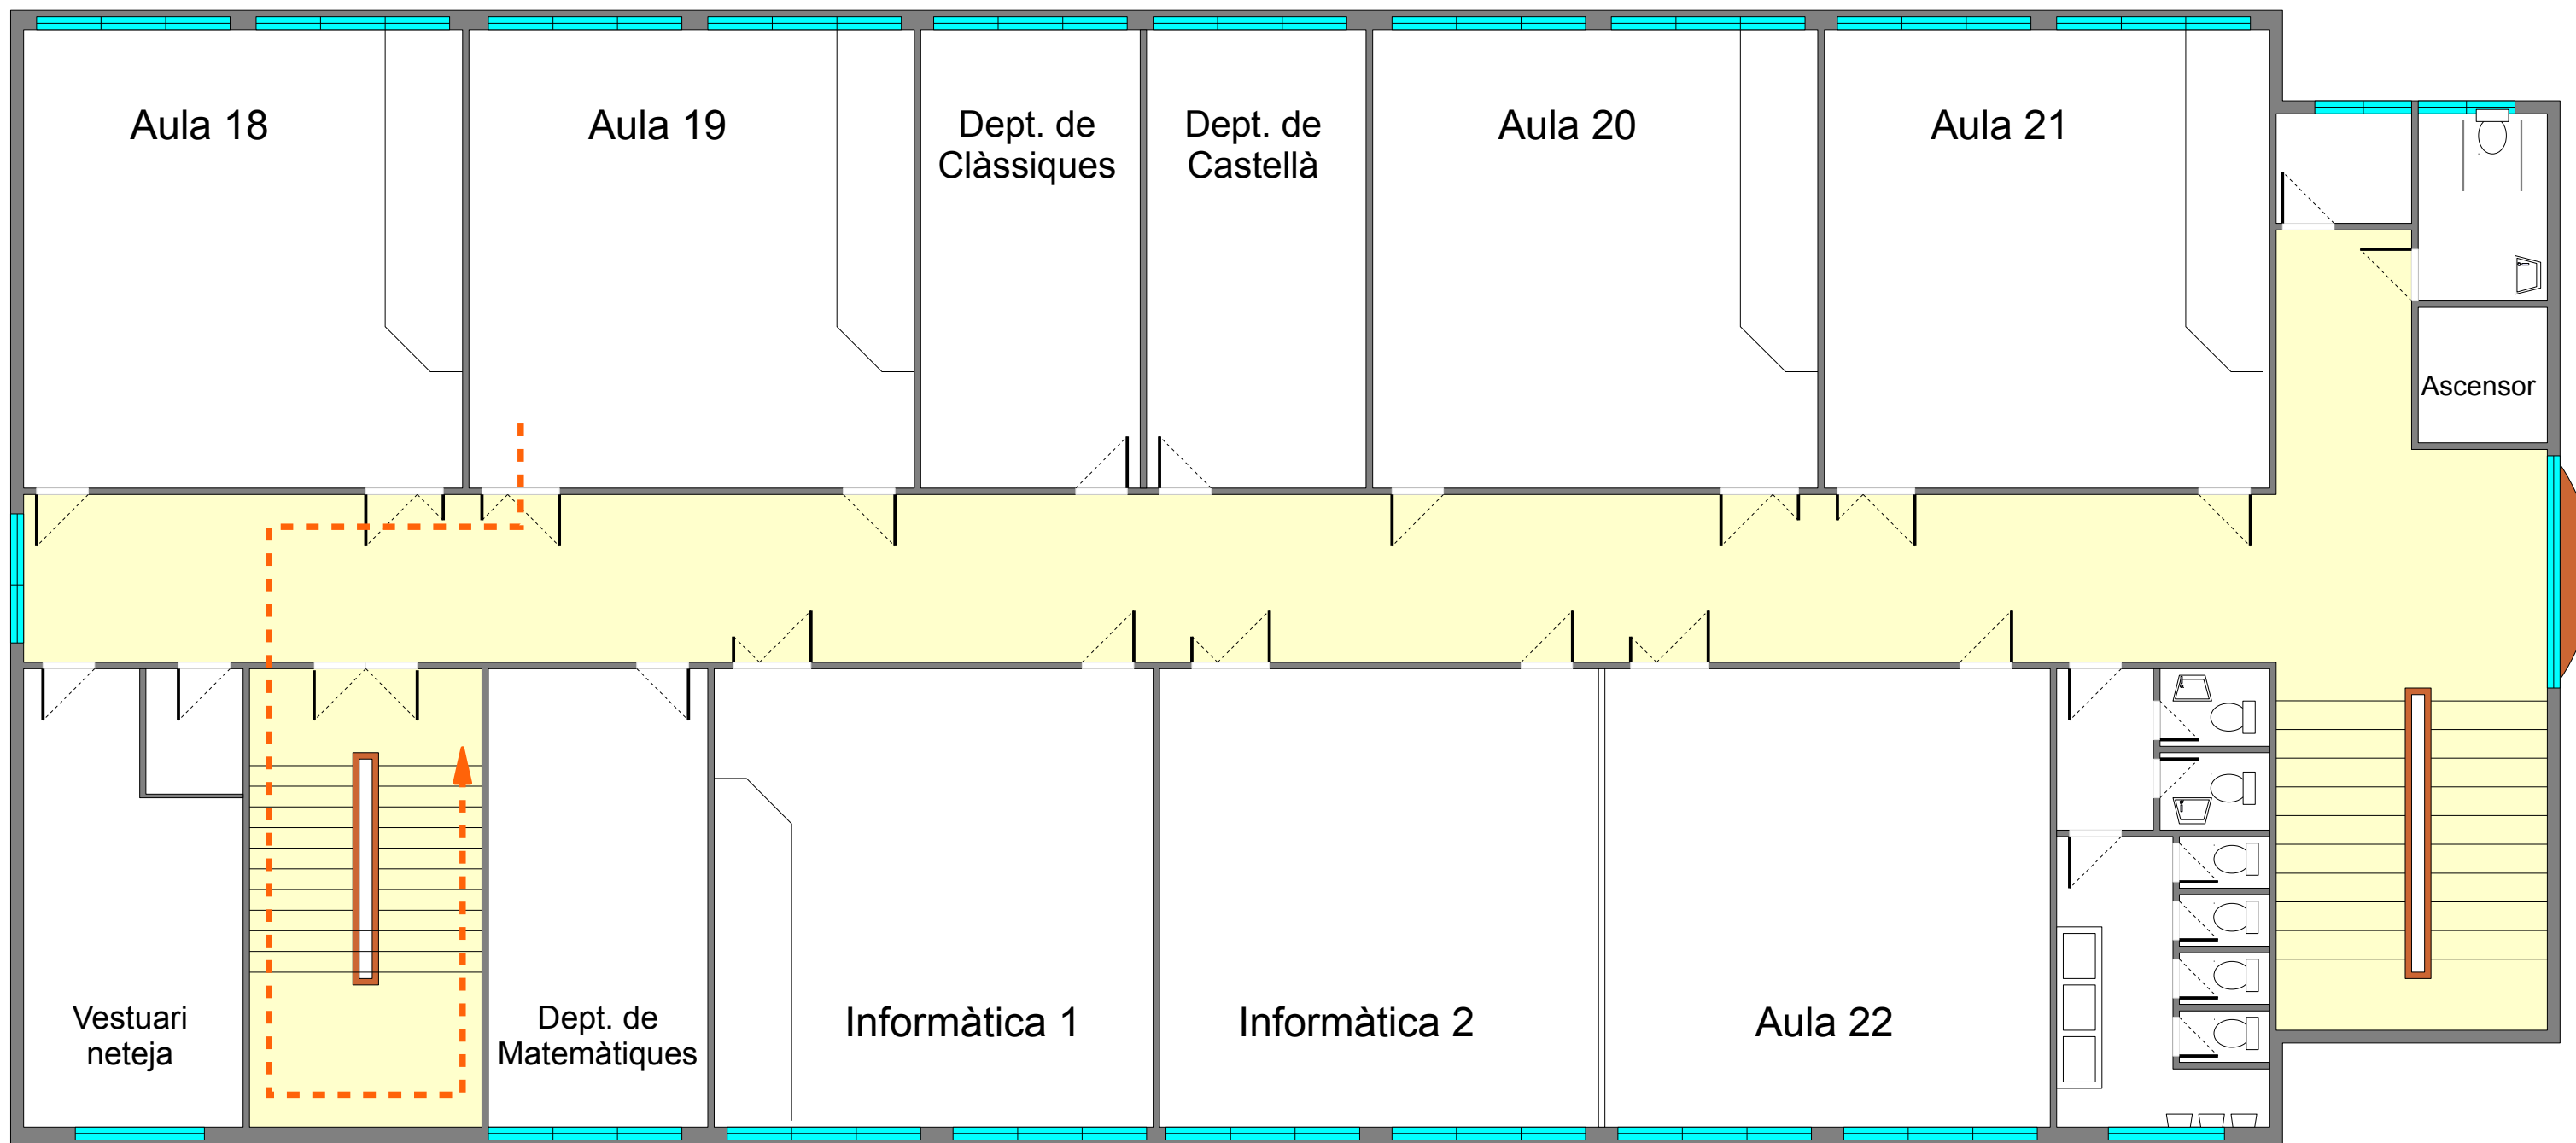 Aula 18
Aula 19
Dept. de
Clàssiques
Dept. de
Castellà
Aula 20
Aula 21
Ascensor
Vestuari
neteja
Dept. de
Matemàtiques
Informàtica 1
Informàtica 2
Aula 22